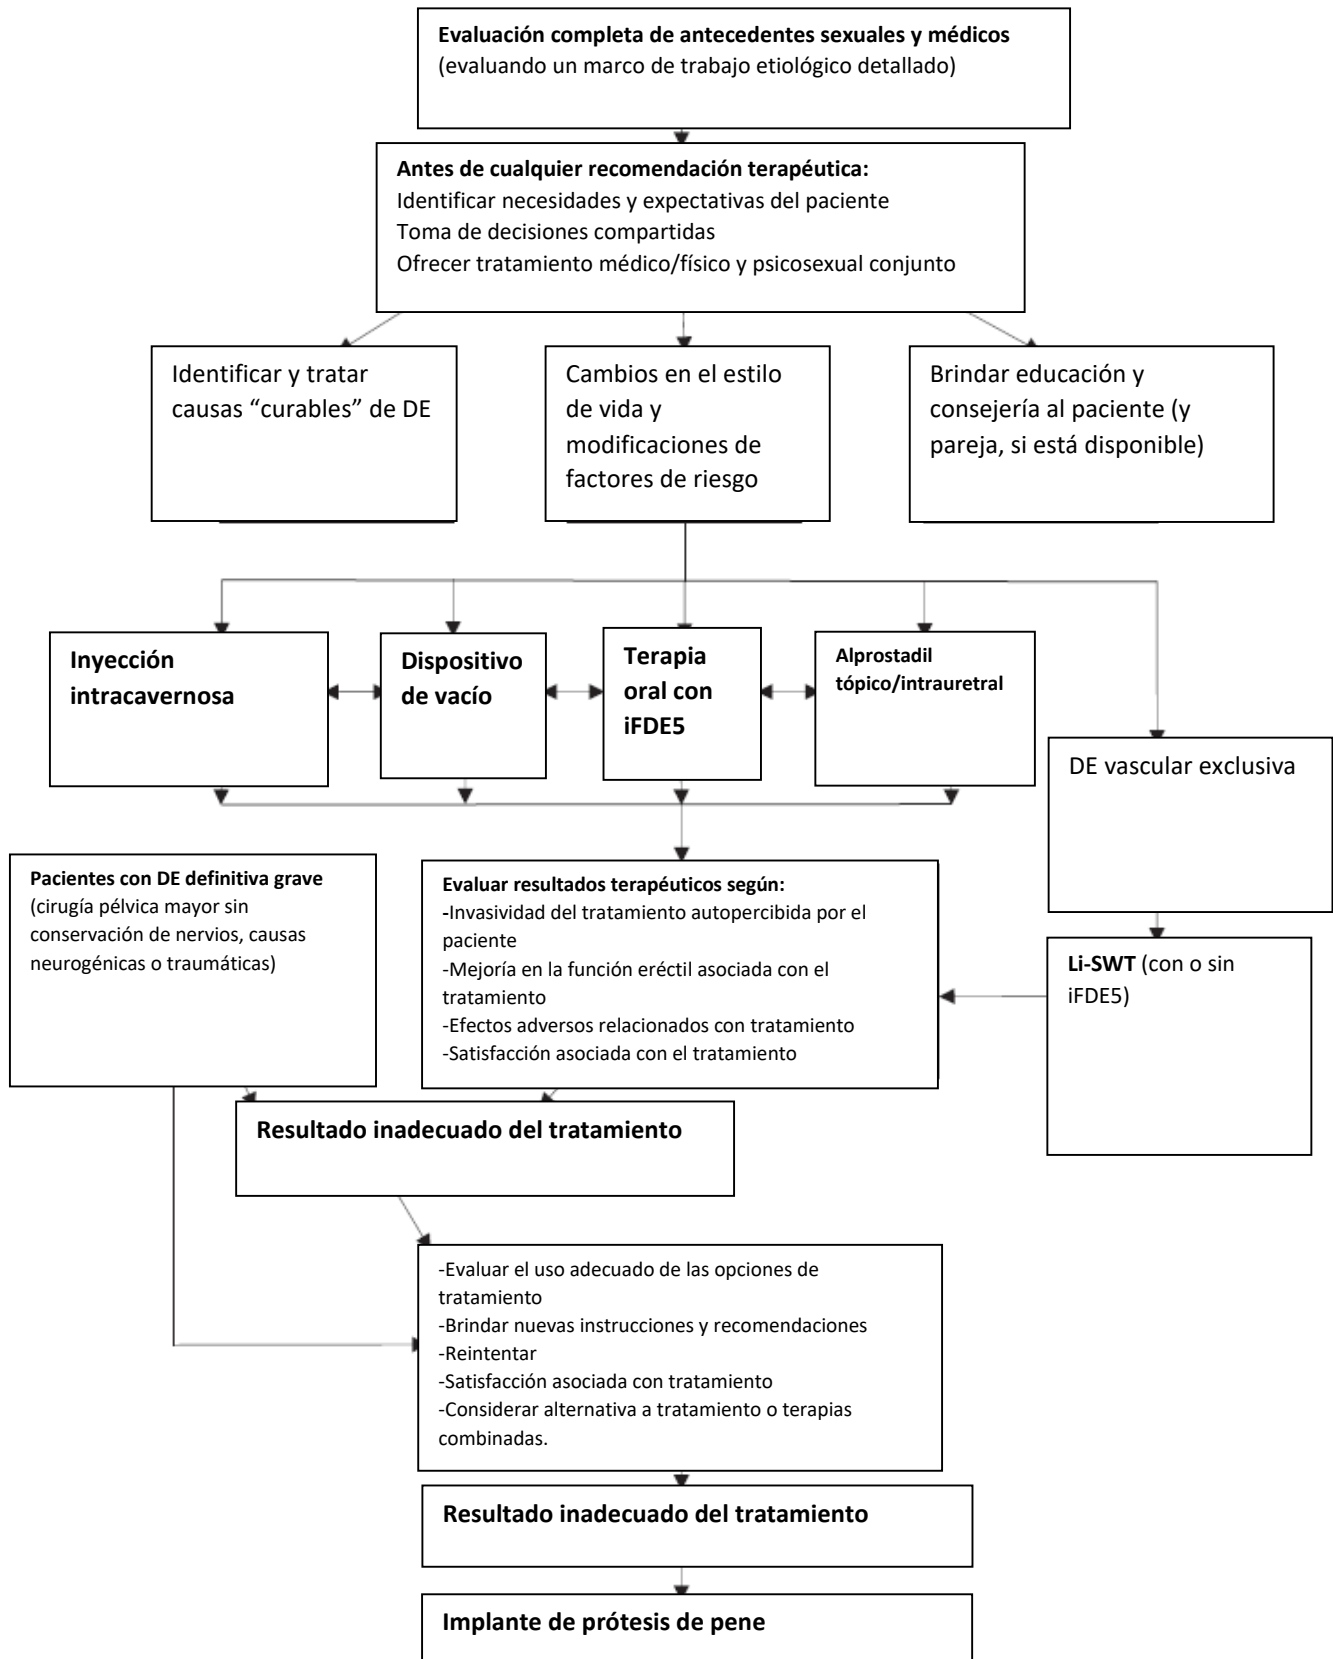 Evaluación completa de antecedentes sexuales y médicos
(evaluando un marco de trabajo etiológico detallado)
Antes de cualquier recomendación terapéutica:
Identificar necesidades y expectativas del paciente
Toma de decisiones compartidas
Ofrecer tratamiento médico/físico y psicosexual conjunto
Identificar y tratar
causas “curables” de DE
Cambios en el estilo
de vida y
modificaciones de
factores de riesgo
Brindar educación y
consejería al paciente (y
pareja, si está disponible)
Inyección
intracavernosa
Dispositivo
de vacío
Terapia
oral con
iFDE5
Alprostadil
tópico/intrauretral
DE vascular exclusiva
Pacientes con DE definitiva grave
(cirugía pélvica mayor sin
conservación de nervios, causas
neurogénicas o traumáticas)
Evaluar resultados terapéuticos según:
-Invasividad del tratamiento autopercibida por el
paciente
-Mejoría en la función eréctil asociada con el
tratamiento
-Efectos adversos relacionados con tratamiento
-Satisfacción asociada con el tratamiento
Li-SWT (con o sin
iFDE5)
Resultado inadecuado del tratamiento
-Evaluar el uso adecuado de las opciones de
tratamiento
-Brindar nuevas instrucciones y recomendaciones
-Reintentar
-Satisfacción asociada con tratamiento
-Considerar alternativa a tratamiento o terapias
combinadas.
Resultado inadecuado del tratamiento
Implante de prótesis de pene